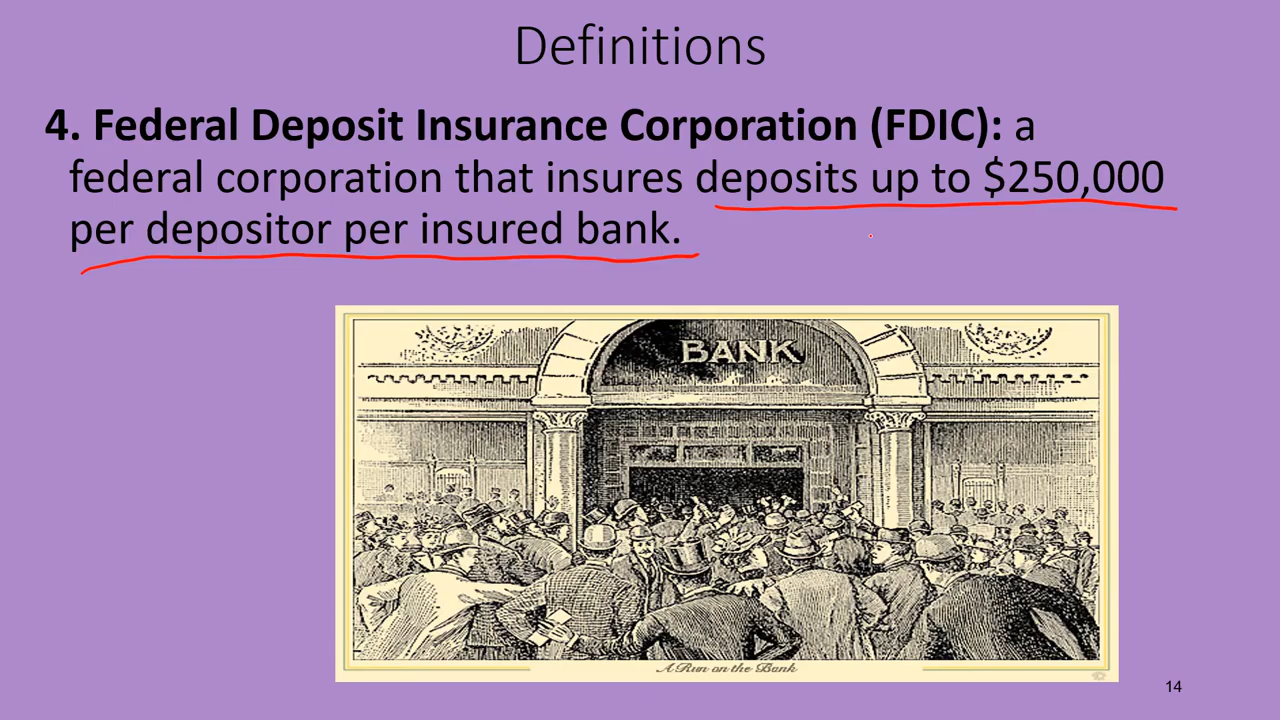 Definitions
4. Federal Deposit Insurance Corporation (FDIC): a
federal corporation that insures deposits up to $250,000
per depositor per insured bank.
BANK
A Run on the Bank
14